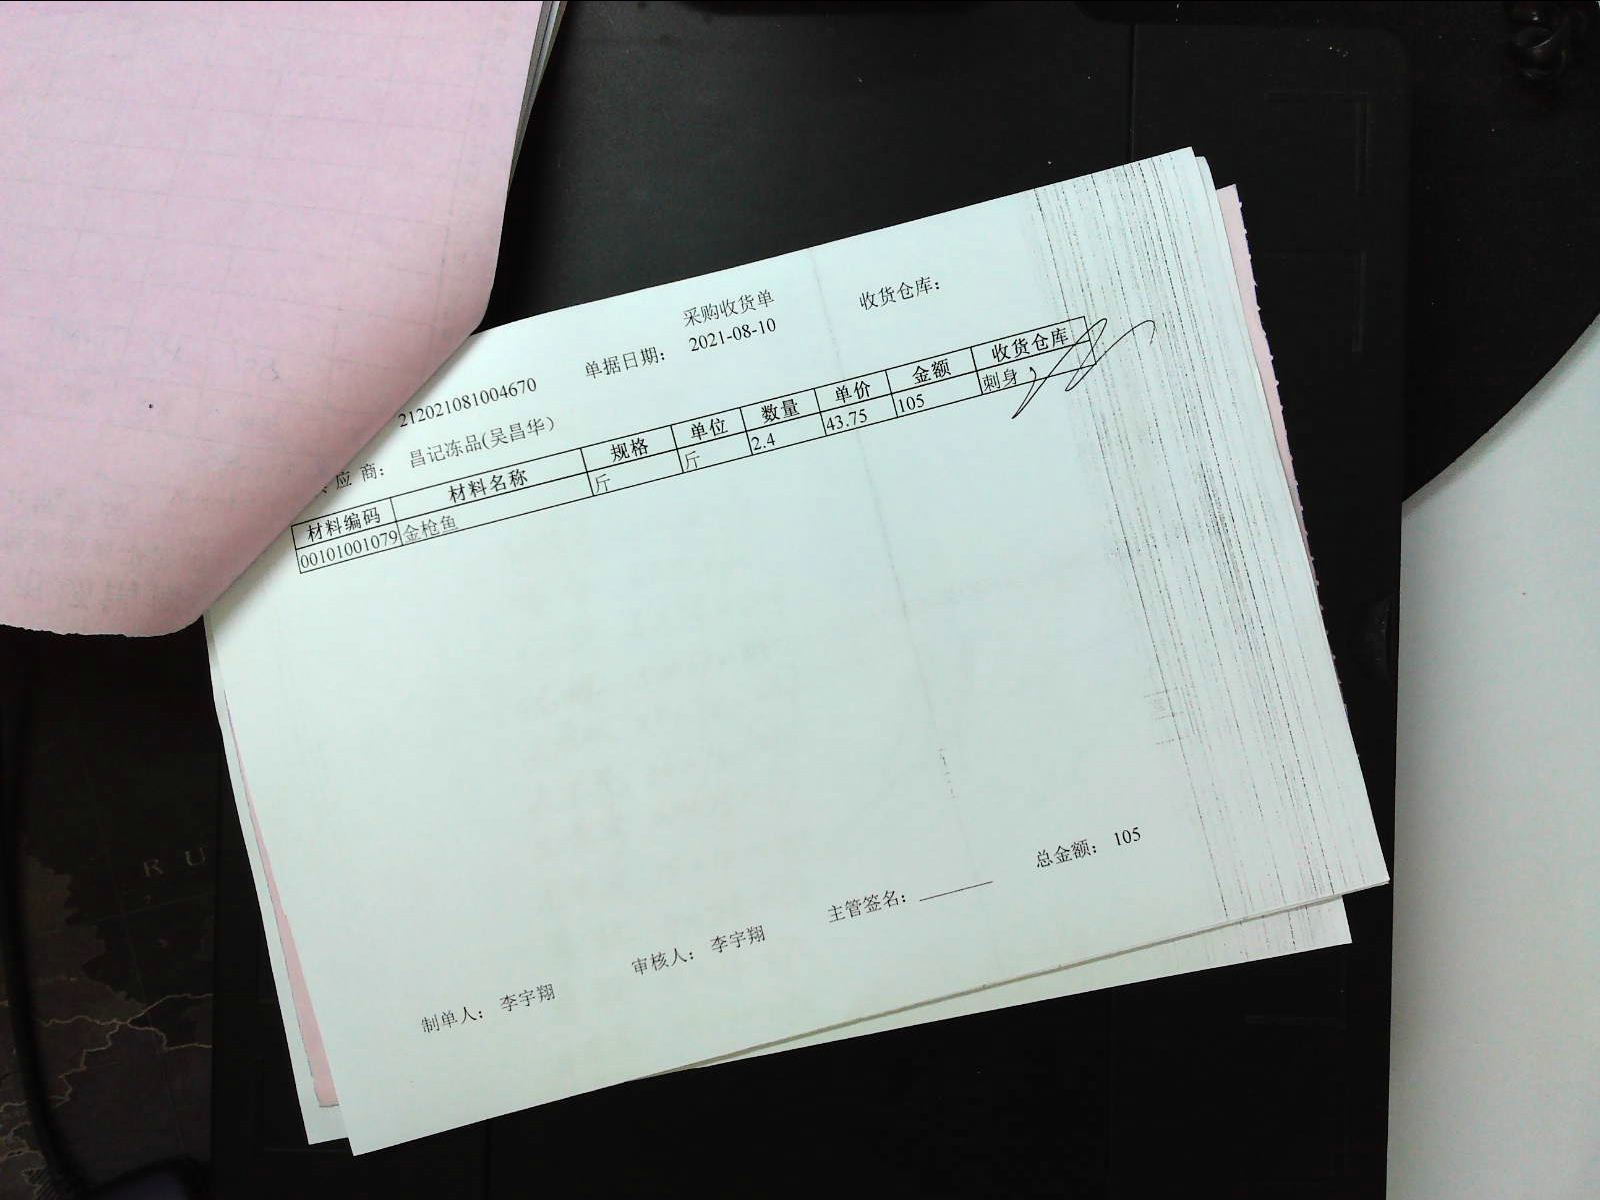 采购收货单
收货仓库：
单据日期： 2021-08-10
212021081004670
应 商： 昌记冻品(吴昌华)
材料编码 材料名称 规格 单位 数量 单价 金额 收货仓库
00101001079 金枪鱼 斤 斤 2.4 43.75 105 刺身
总金额： 105
制单人： 李宇翔 审核人： 李宇翔 主管签名：